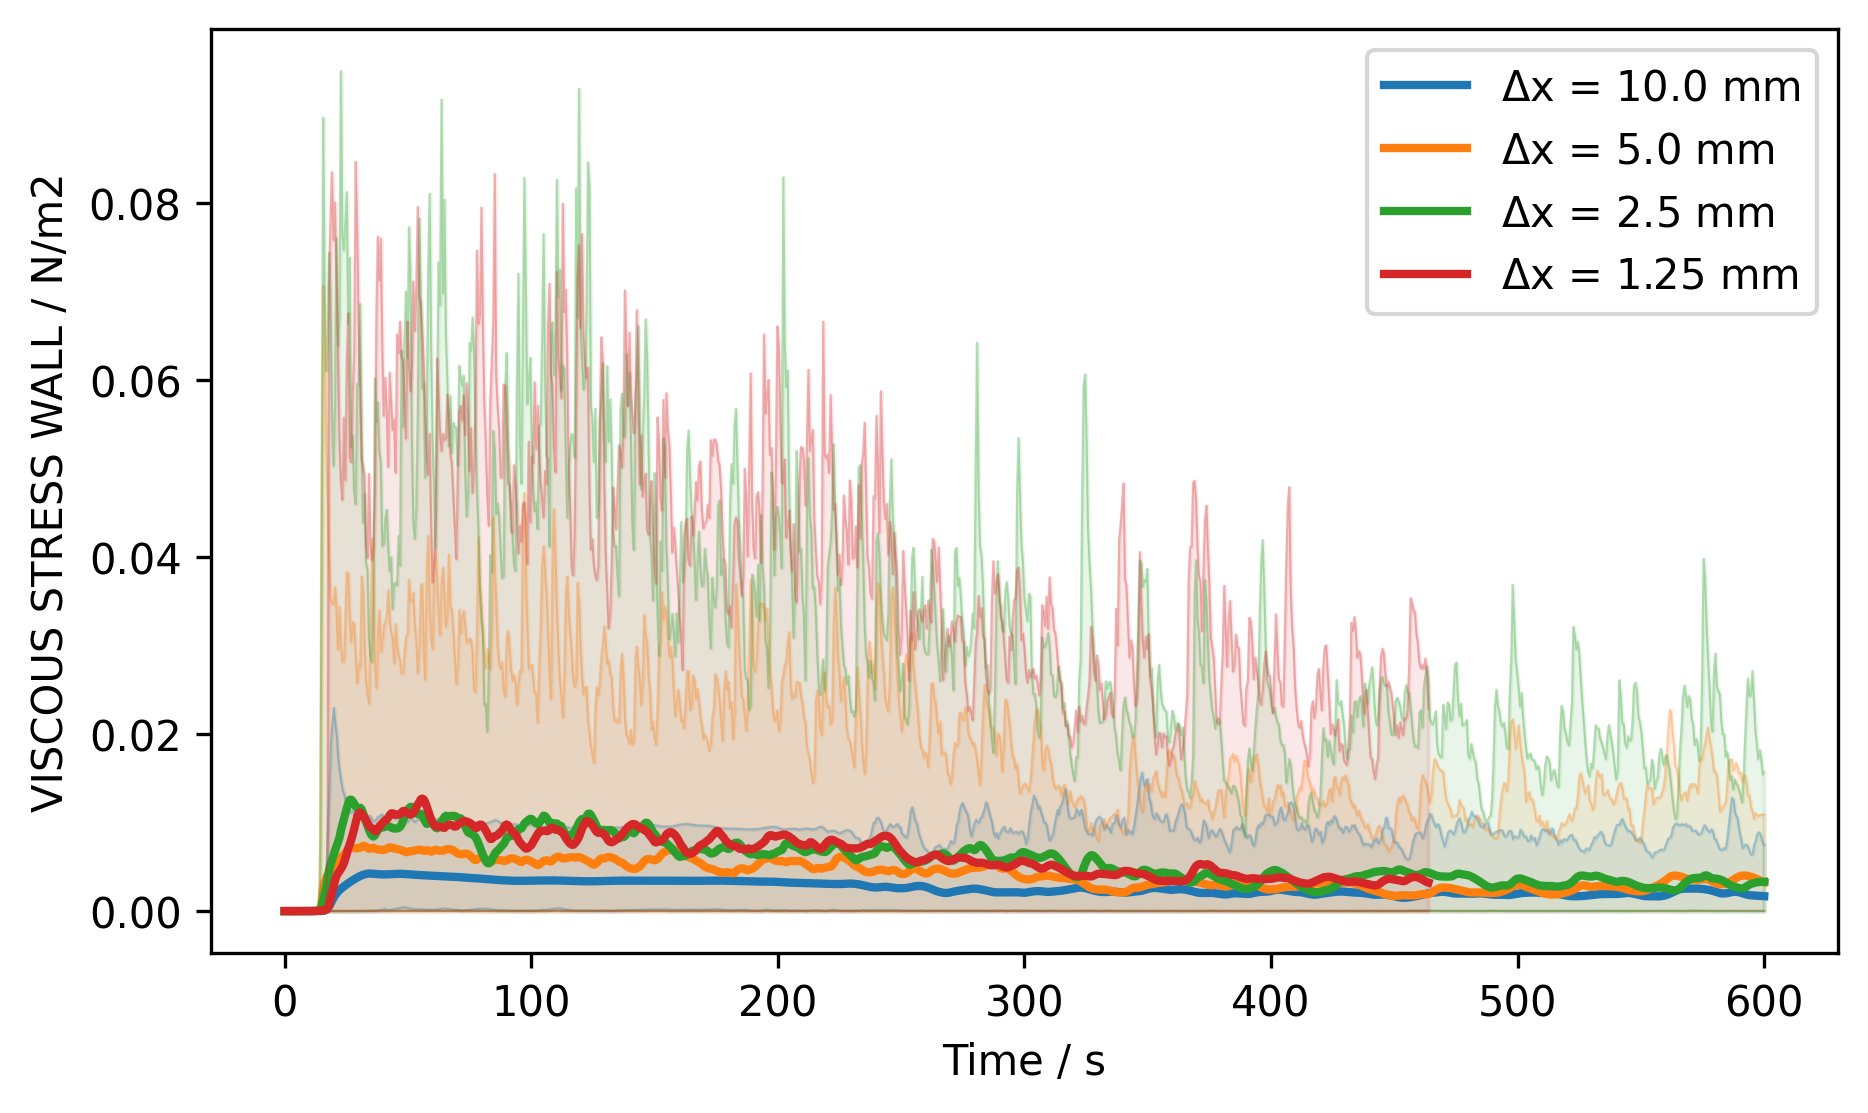 Δx = 10.0 mm
Δx = 5.0 mm
Δx = 2.5 mm
Δx = 1.25 mm
VISCOUS STRESS WALL / N/m2
0.08
0.06
0.04
0.02
0.00
0 100 200 300 400 500 600
Time / s